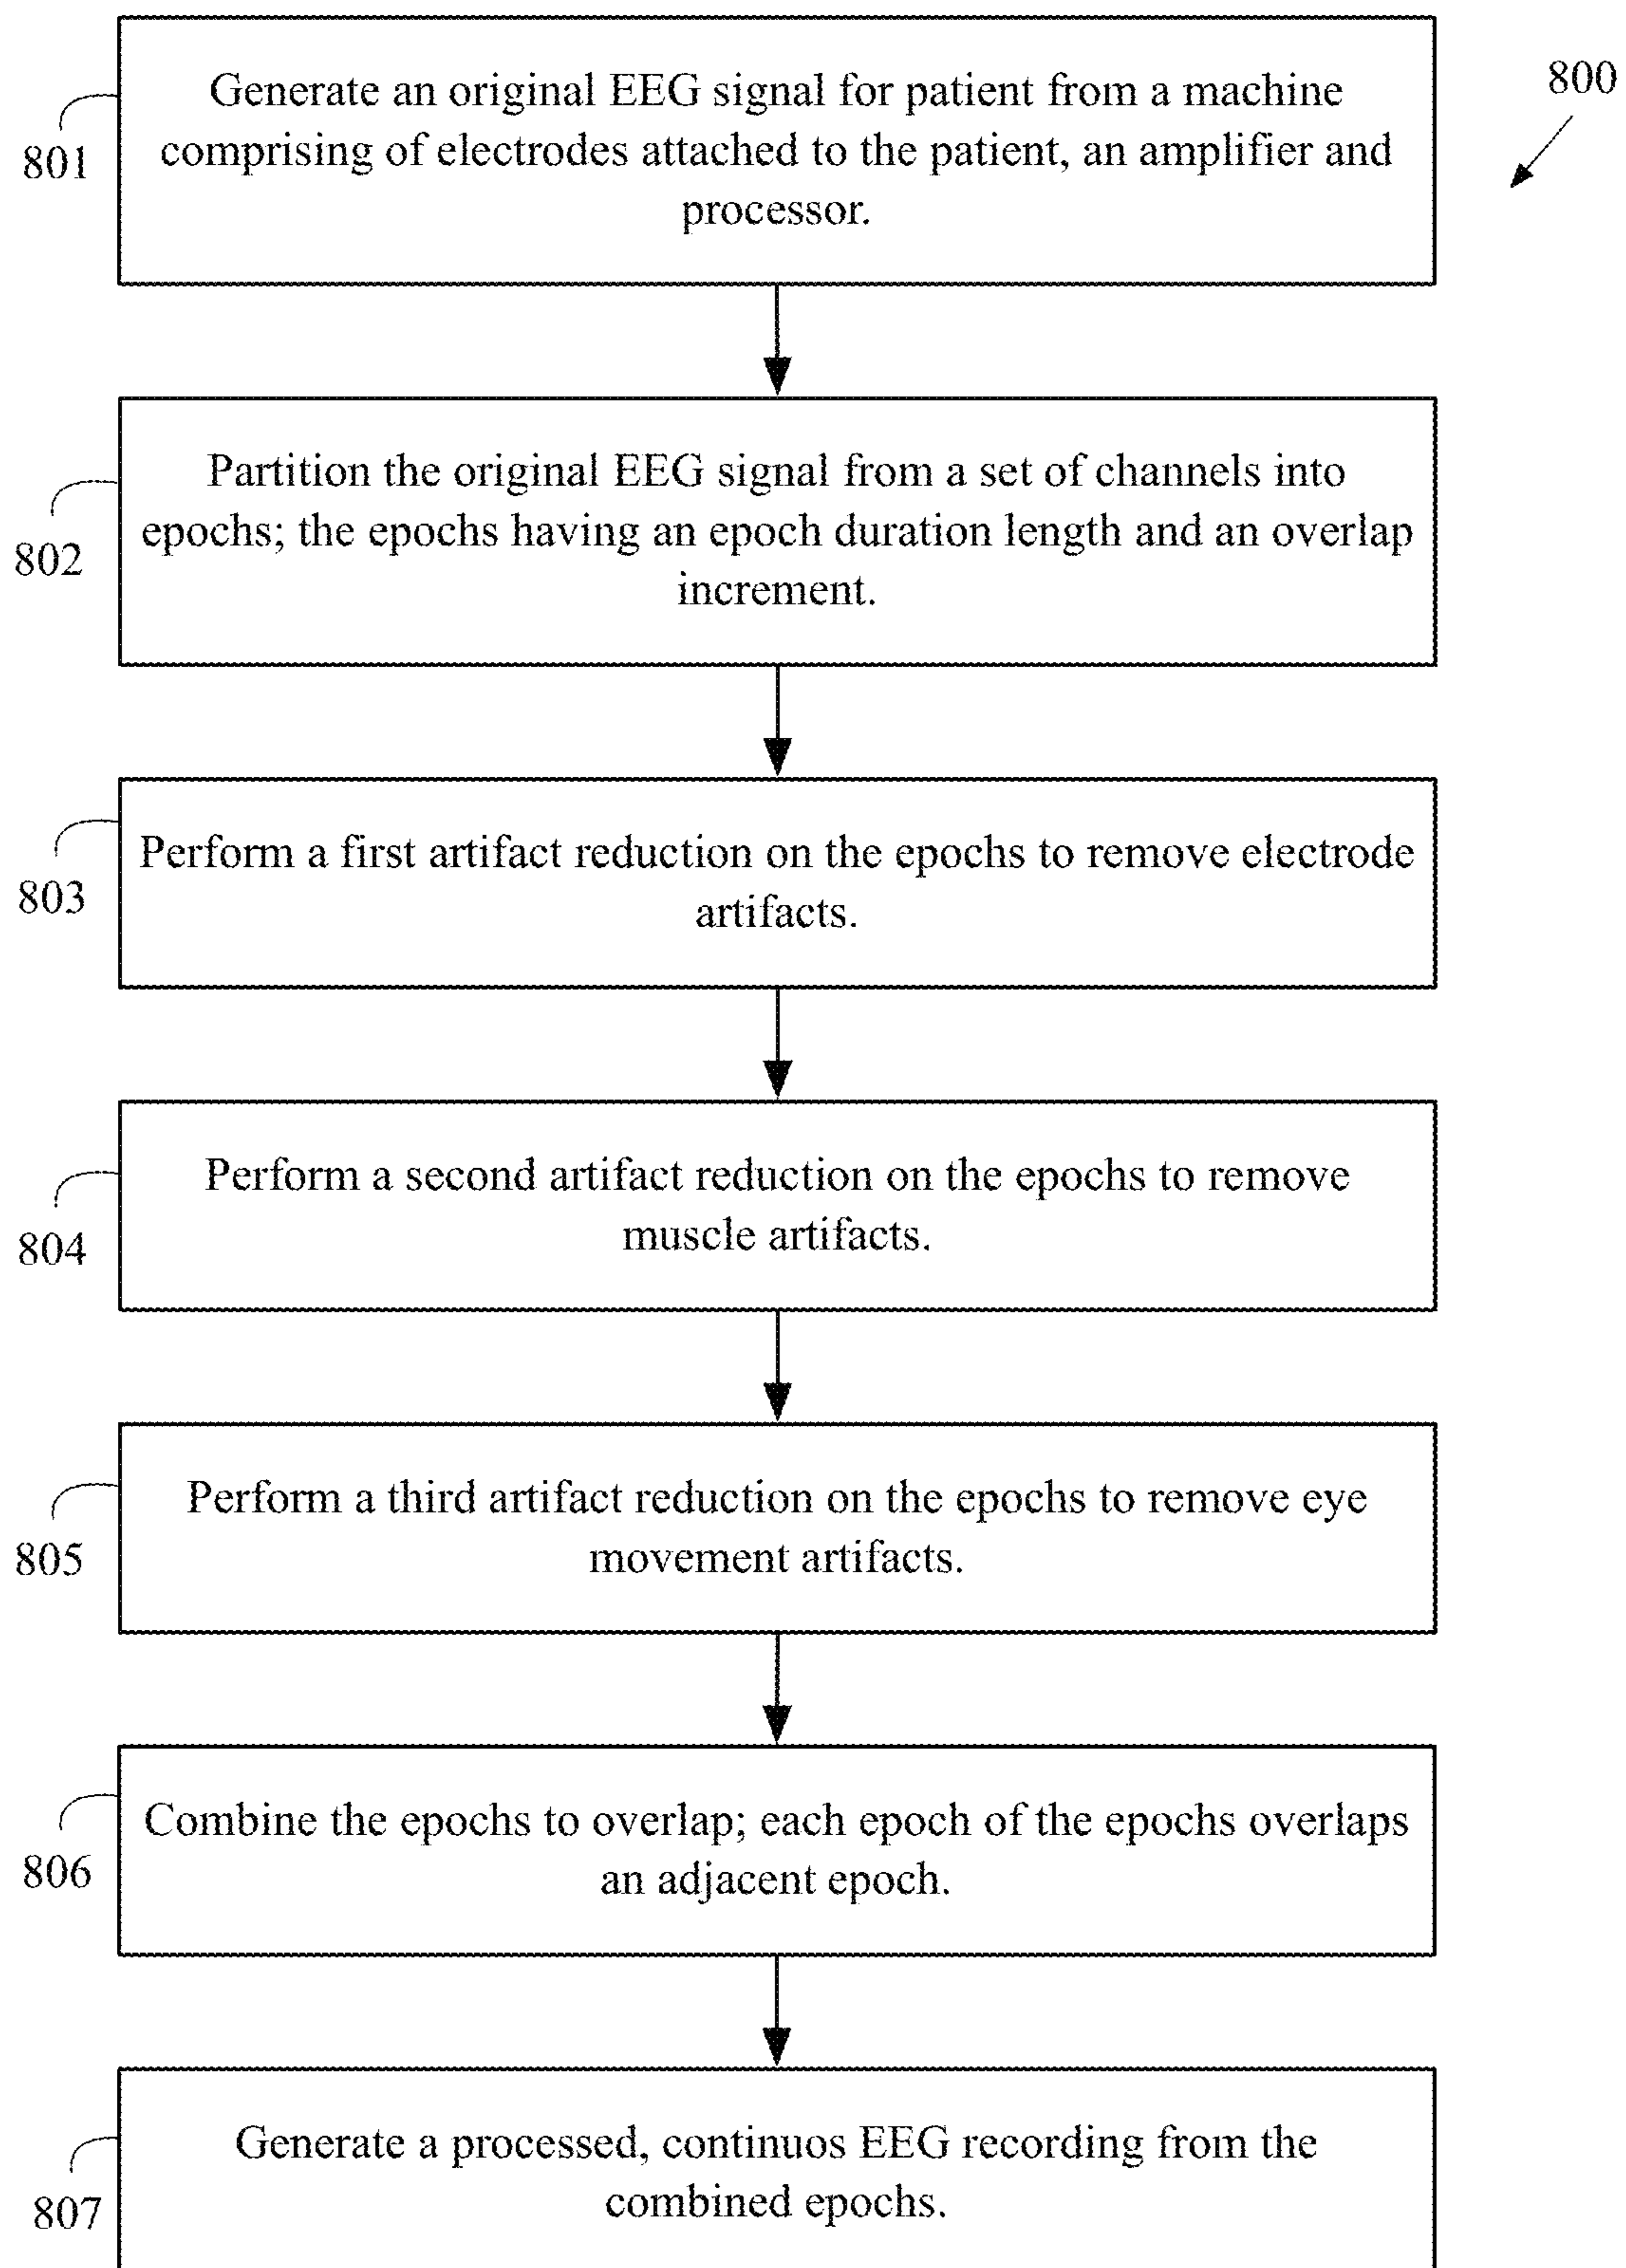 800
Generate an original EEG signal for patient from a machine
comprising of electrodes attached to the patient, an amplifier and
processor.
801
Partition the original EEG signal from a set of channels into
epochs; the epochs having an epoch duration length and an overlap
increment.
802
Perform a first artifact reduction on the epochs to remove electrode
artifacts.
803
Perform a second artifact reduction on the epochs to remove
muscle artifacts.
804
Perform a third artifact reduction on the epochs to remove eye
movement artifacts.
805
Combine the epochs to overlap; each epoch of the epochs overlaps
an adjacent epoch.
806
Generate a processed, continuos EEG recording from the
combined epochs.
807